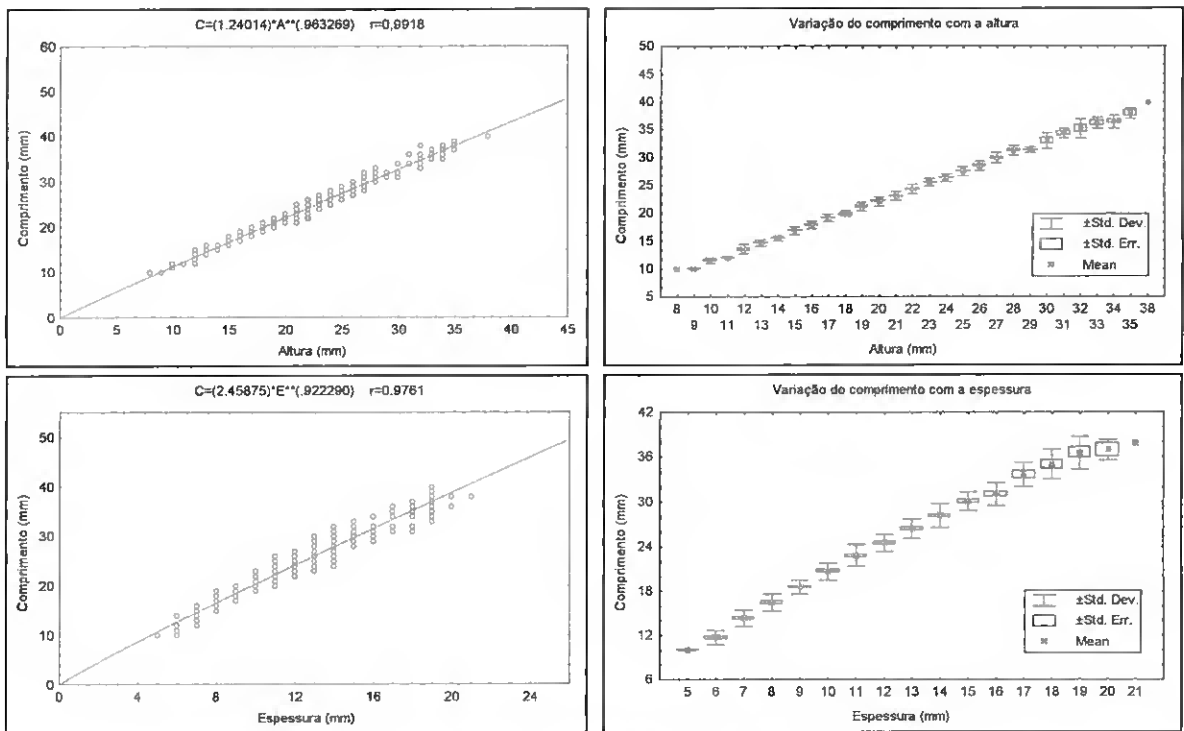 C=(1.24014)*A**(.963269) r=0,9918
60
50
40
30
20
10
0
Comprimento (mm)
0 5 10 15 20 25 30 35 40 45
Altura (mm)
Variação do comprimento com a altura
50
45
40
35
30
25
20
15
10
5
Comprimento (mm)
±Std. Dev.
±Std. Err.
Mean
8 10 12 14 15 16 18 20 22 24 26 28 30 32 34 38
9 11 13 15 17 19 21 23 25 27 29 31 33 35
Altura (mm)
C=(2.45875)*E**(.922290) r=0.9761
50
40
30
20
10
0
Comprimento (mm)
0 4 8 12 16 20 24
Espessura (mm)
Variação do comprimento com a espessura
42
36
30
24
18
12
6
Comprimento (mm)
±Std. Dev.
±Std. Err.
Mean
5 6 7 8 9 10 11 12 13 14 15 16 17 18 19 20 21
Espessura (mm)